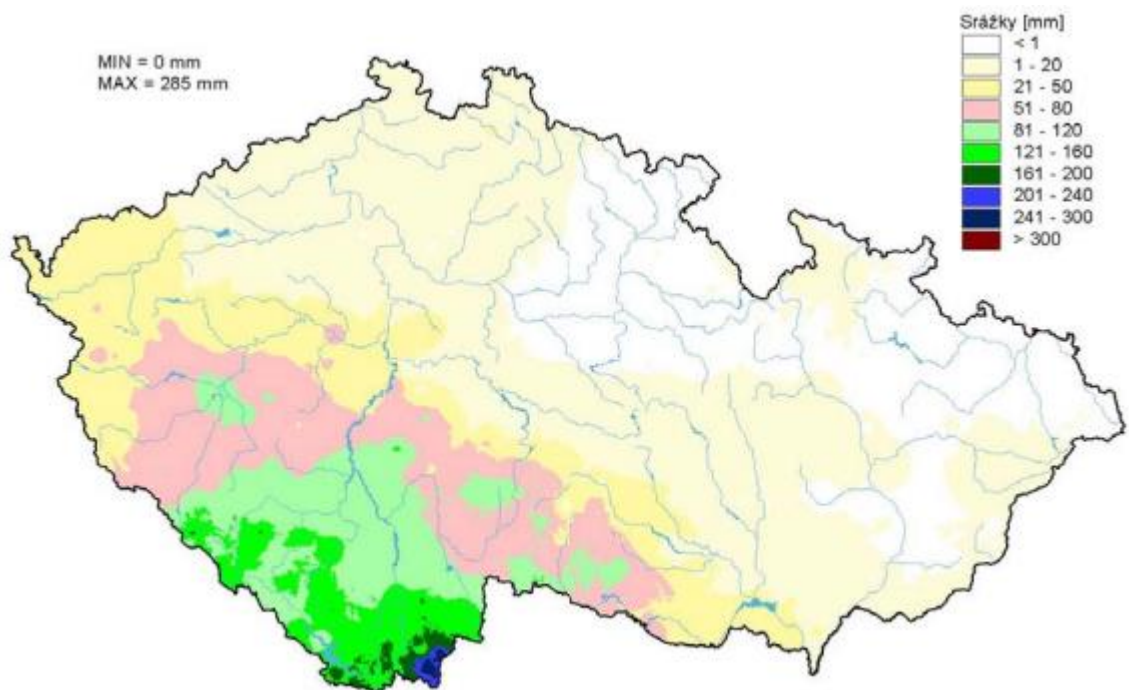 MIN = 0 mm
MAX = 285 mm
Srážky [mm]
< 1
1 - 20
21 - 50
51 - 80
81 - 120
121 - 160
161 - 200
201 - 240
241 - 300
> 300